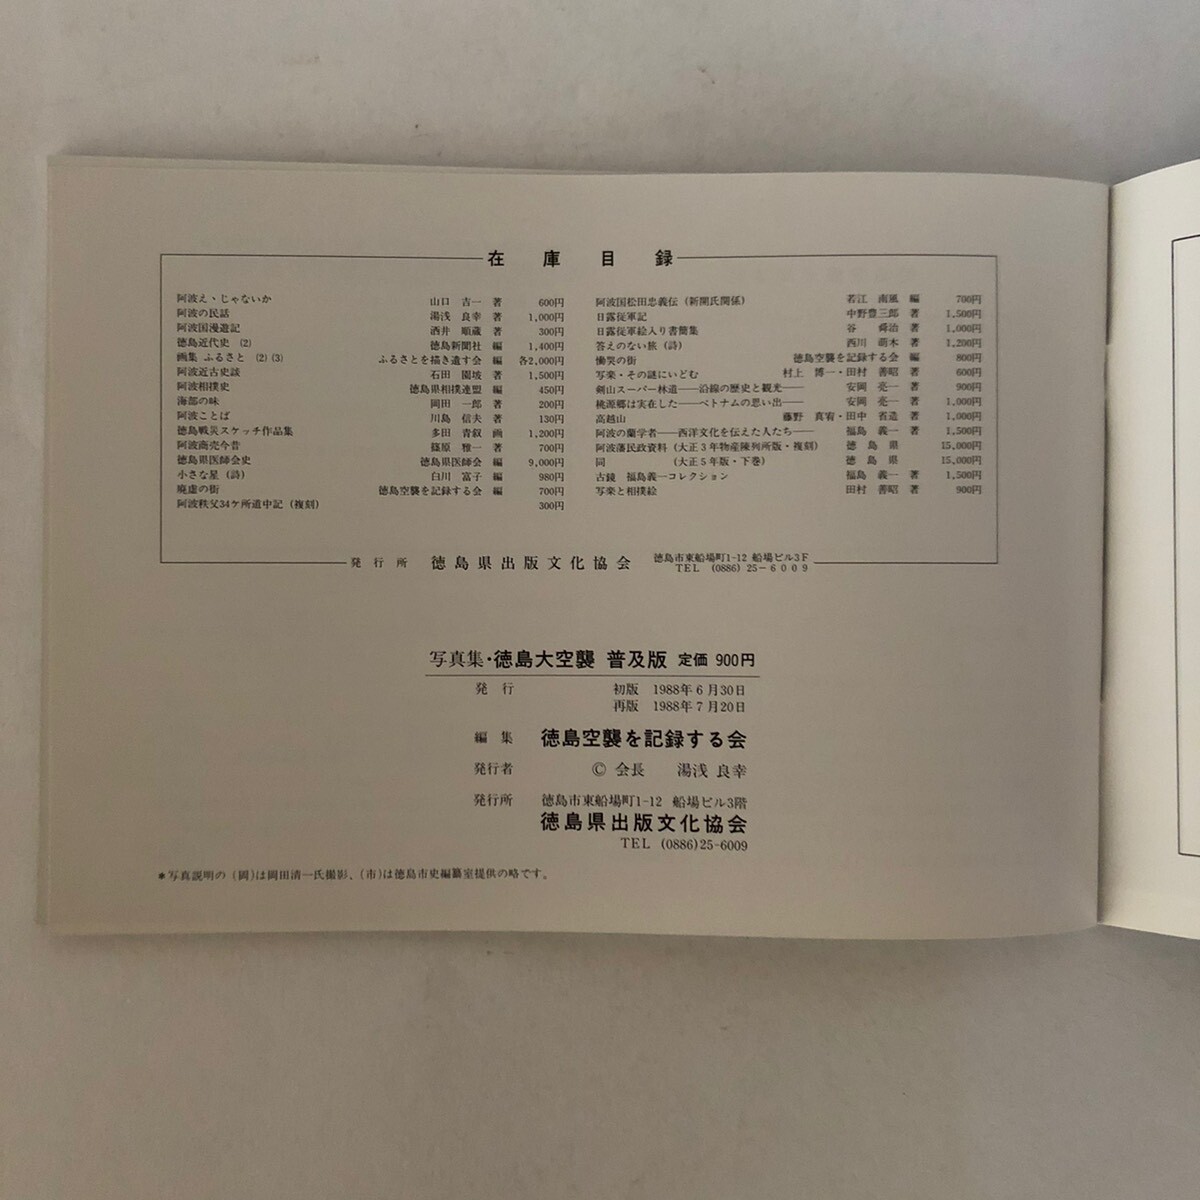 在庫目録
阿波え・じゃないか 山口 吉一 著 600円
阿波の民話 湯浅 良幸 著 1,000円
阿波国漫遊記 酒井 順蔵 著 300円
徳島近代史 (2) 徳島新聞社 編 1,400円
画集 ふるさと (2)(3) ふるさとを描き遺す会 編 各2,000円
阿波近古史談 石田 園坡 著 1,500円
阿波相撲史 徳島県相撲連盟 編 450円
海部の味 岡田 一郎 著 200円
阿波ことば 川島 信夫 著 130円
徳島戦災スケッチ作品集 多田 青叡 画 1,200円
阿波商売今昔 篠原 雅一 著 700円
徳島県医師会史 徳島県医師会 編 9,000円
小さな星(詩) 白川 富子 編 980円
廃虚の街 徳島空襲を記録する会 編 700円
阿波秩父34ケ所道中記(複刻) 300円
阿波国松田忠義伝(新開氏関係) 若江 南風 編 700円
日露従軍記 中野豊三郎 著 1,500円
日露従軍絵入り書簡集 谷 舜治 著 1,000円
答えのない旅(詩) 西川 萌木 著 1,200円
慟哭の街 徳島空襲を記録する会 編 800円
写楽・その謎にいどむ 村上 博一・田村 善昭 著 600円
剣山スーパー林道――沿線の歴史と観光―― 安岡 亮一 著 900円
桃源郷は実在した――ベトナムの思い出―― 安岡 亮一 著 1,000円
高越山 藤野 真宥・田中 省造 著 1,000円
阿波の蘭学者――西洋文化を伝えた人たち―― 福島 義一 著 1,500円
阿波藩民政資料(大正3年物産陳列所版・複刻) 徳島県 15,000円
同 (大正5年版・下巻) 徳島県 15,000円
古鏡 福島義一コレクション 福島 義一 著 1,500円
写楽と相撲絵 田村 善昭 著 900円
発行所 徳島県出版文化協会 徳島市東船場町1-12 船場ビル3F
TEL (0886)25-6009
写真集・徳島大空襲 普及版 定価 900円
発行 初版 1988年6月30日
再版 1988年7月20日
編集 徳島空襲を記録する会
発行者 © 会長 湯浅 良幸
発行所 徳島市東船場町1-12 船場ビル3階
徳島県出版文化協会
TEL (0886)25-6009
*写真説明の(岡)は岡田清一氏撮影、(市)は徳島市史編纂室提供の略です。